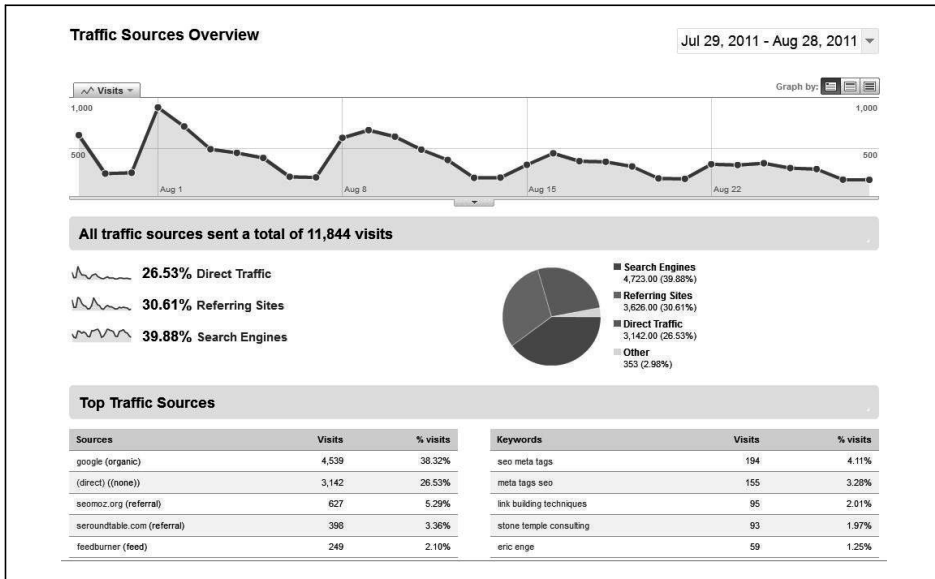 Traffic Sources Overview
Jul 29, 2011 - Aug 28, 2011
Visits
Graph by:
1,000 1,000
500 500
Aug 1 Aug 8 Aug 15 Aug 22
All traffic sources sent a total of 11,844 visits
26.53% Direct Traffic
30.61% Referring Sites
39.88% Search Engines
Search Engines
4,723.00 (39.88%)
Referring Sites
3,626.00 (30.61%)
Direct Traffic
3,142.00 (26.53%)
Other
353 (2.98%)
Top Traffic Sources
Sources Visits % visits
google (organic) 4,539 38.32%
(direct) ((none)) 3,142 26.53%
seomoz.org (referral) 627 5.29%
seroundtable.com (referral) 398 3.36%
feedburner (feed) 249 2.10%
Keywords Visits % visits
seo meta tags 194 4.11%
meta tags seo 155 3.28%
link building techniques 95 2.01%
stone temple consulting 93 1.97%
eric enge 59 1.25%